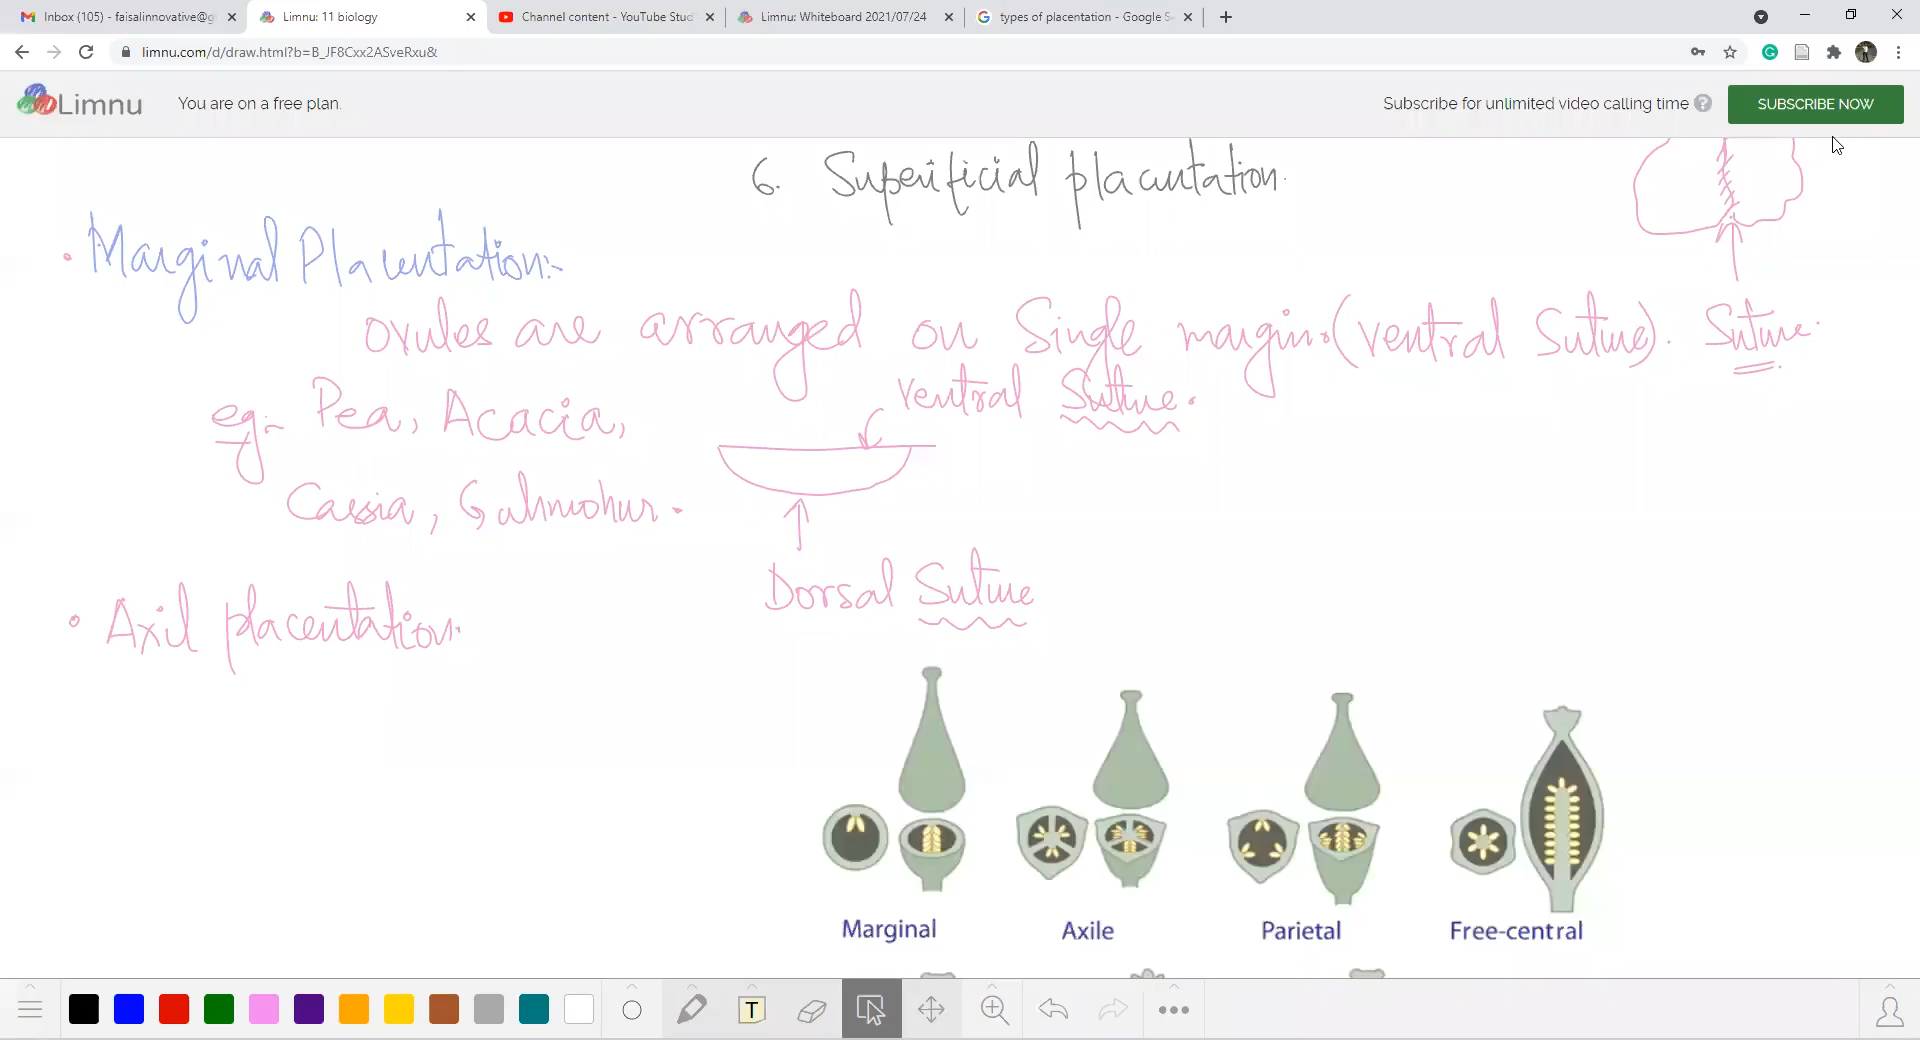 Inbox (105) - faisalinnovative@g
Limnu: 11 biology
Channel content - YouTube Stud
Limnu: Whiteboard 2021/07/24
types of placentation - Google S
limnu.com/d/draw.html?b=B_JF8Cxx2ASveRxu&
Limnu
You are on a free plan.
Subscribe for unlimited video calling time ?
SUBSCRIBE NOW
6. Superificial placentation.
Marginal Placentation:-
ovules are arranged on Single margin. (Ventral Suture). Suture.
Ventral Suture.
eg:- Pea, Acacia,
Cassia, Gulmohur.
Dorsal Suture
Axil placentation.
Marginal
Axile
Parietal
Free-central
T